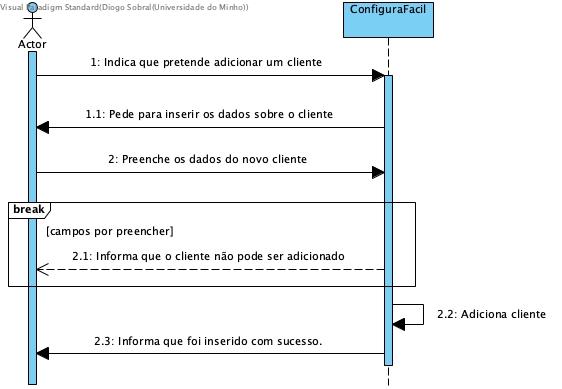 Visual Paradigm Standard(Diogo Sobral(Universidade do Minho))
ConfiguraFacil
Actor
1: Indica que pretende adicionar um cliente
1.1: Pede para inserir os dados sobre o cliente
2: Preenche os dados do novo cliente
break
[campos por preencher]
2.1: Informa que o cliente não pode ser adicionado
2.2: Adiciona cliente
2.3: Informa que foi inserido com sucesso.